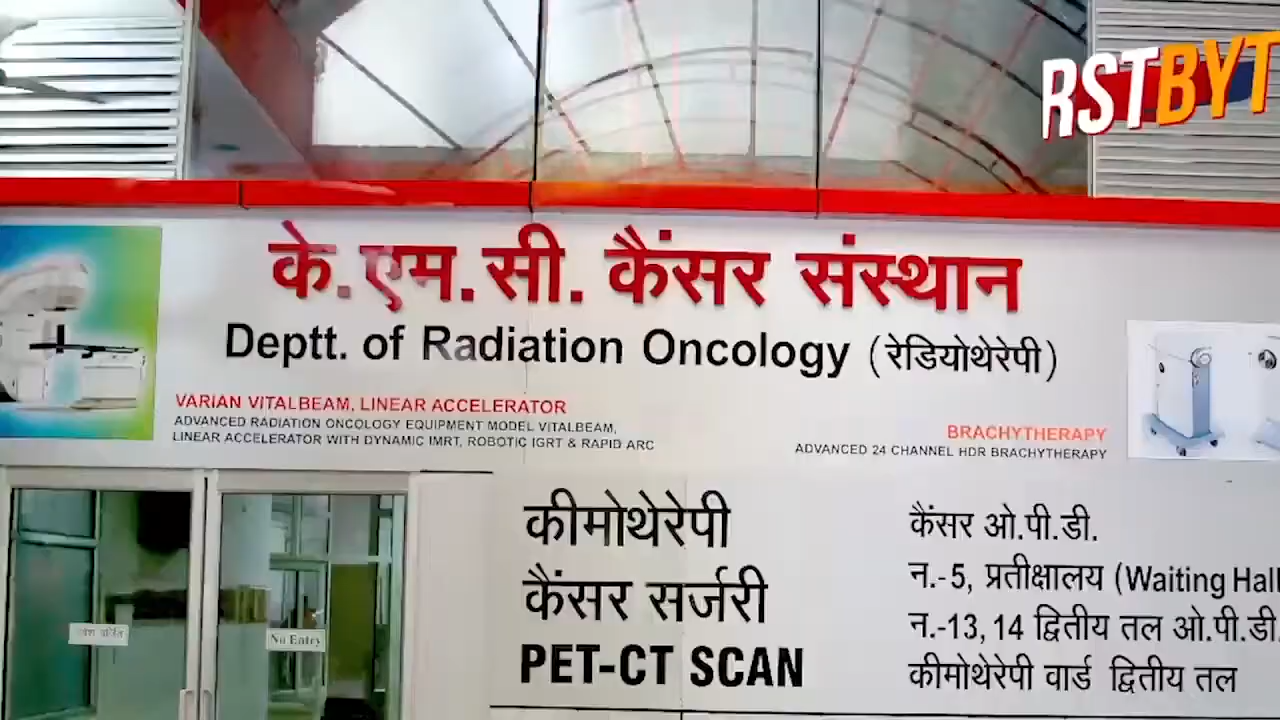 RSTBYT
के.एम.सी. कैंसर संस्थान
Deptt. of Radiation Oncology (रेडियोथेरेपी)
VARIAN VITALBEAM, LINEAR ACCELERATOR
ADVANCED RADIATION ONCOLOGY EQUIPMENT MODEL VITALBEAM,
LINEAR ACCELERATOR WITH DYNAMIC IMRT, ROBOTIC IGRT & RAPID ARC
BRACHYTHERAPY
ADVANCED 24 CHANNEL HDR BRACHYTHERAPY
कीमोथेरेपी
कैंसर सर्जरी
PET-CT SCAN
कैंसर ओ.पी.डी.
न.-5, प्रतीक्षालय (Waiting Hall
न.-13, 14 द्वितीय तल ओ.पी.डी.
कीमोथेरेपी वार्ड द्वितीय तल
No Entry